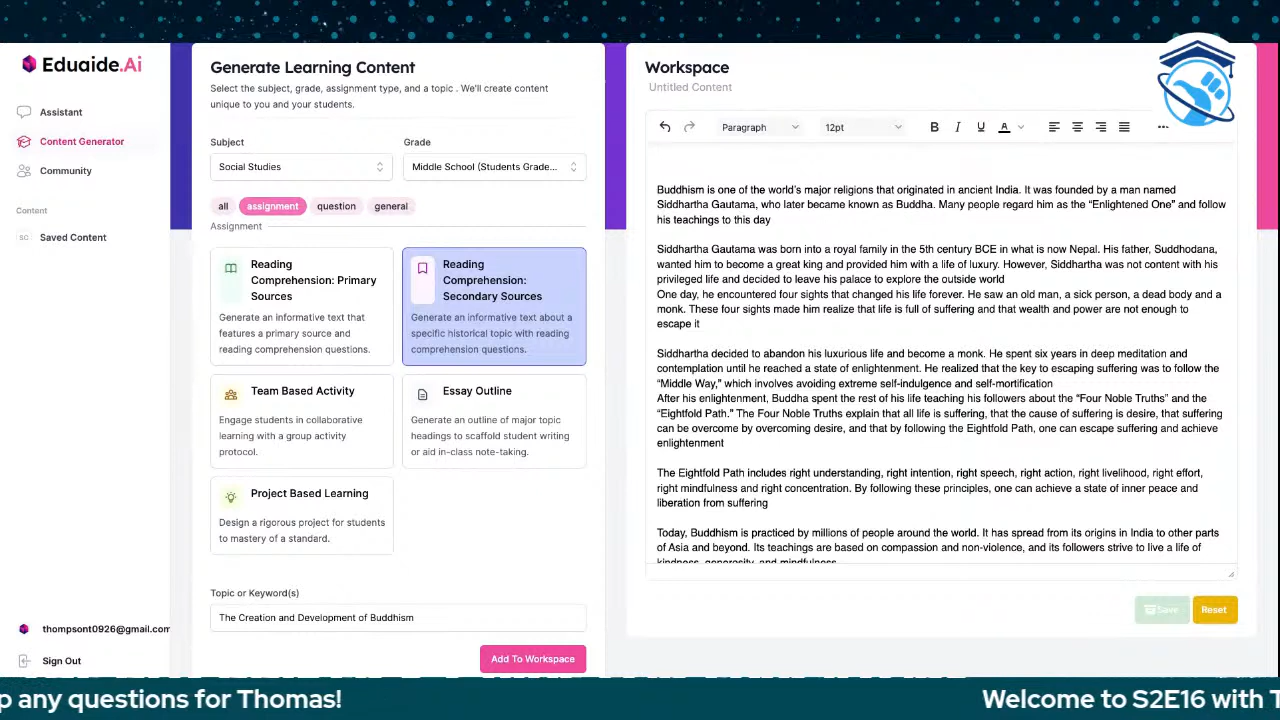 Eduaide.Ai
Assistant
Content Generator
Community
Content
SC Saved Content
thompsont0926@gmail.com
Sign Out
Generate Learning Content
Select the subject, grade, assignment type, and a topic . We'll create content
unique to you and your students.
Subject
Grade
Social Studies
Middle School (Students Grade...
all
assignment
question
general
Assignment
Reading
Comprehension: Primary
Sources
Generate an informative text that
features a primary source and
reading comprehension questions.
Reading
Comprehension:
Secondary Sources
Generate an informative text about a
specific historical topic with reading
comprehension questions.
Team Based Activity
Engage students in collaborative
learning with a group activity
protocol.
Essay Outline
Generate an outline of major topic
headings to scaffold student writing
or aid in-class note-taking.
Project Based Learning
Design a rigorous project for students
to mastery of a standard.
Topic or Keyword(s)
The Creation and Development of Buddhism
Add To Workspace
Workspace
Untitled Content
Paragraph
12pt
B I U A
Buddhism is one of the world's major religions that originated in ancient India. It was founded by a man named
Siddhartha Gautama, who later became known as Buddha. Many people regard him as the “Enlightened One” and follow
his teachings to this day
Siddhartha Gautama was born into a royal family in the 5th century BCE in what is now Nepal. His father, Suddhodana,
wanted him to become a great king and provided him with a life of luxury. However, Siddhartha was not content with his
privileged life and decided to leave his palace to explore the outside world
One day, he encountered four sights that changed his life forever. He saw an old man, a sick person, a dead body and a
monk. These four sights made him realize that life is full of suffering and that wealth and power are not enough to
escape it
Siddhartha decided to abandon his luxurious life and become a monk. He spent six years in deep meditation and
contemplation until he reached a state of enlightenment. He realized that the key to escaping suffering was to follow the
“Middle Way,” which involves avoiding extreme self-indulgence and self-mortification
After his enlightenment, Buddha spent the rest of his life teaching his followers about the “Four Noble Truths” and the
“Eightfold Path.” The Four Noble Truths explain that all life is suffering, that the cause of suffering is desire, that suffering
can be overcome by overcoming desire, and that by following the Eightfold Path, one can escape suffering and achieve
enlightenment
The Eightfold Path includes right understanding, right intention, right speech, right action, right livelihood, right effort,
right mindfulness and right concentration. By following these principles, one can achieve a state of inner peace and
liberation from suffering
Today, Buddhism is practiced by millions of people around the world. It has spread from its origins in India to other parts
of Asia and beyond. Its teachings are based on compassion and non-violence, and its followers strive to live a life of
kindness, generosity, and mindfulness
Save
Reset
p any questions for Thomas!
Welcome to S2E16 with T